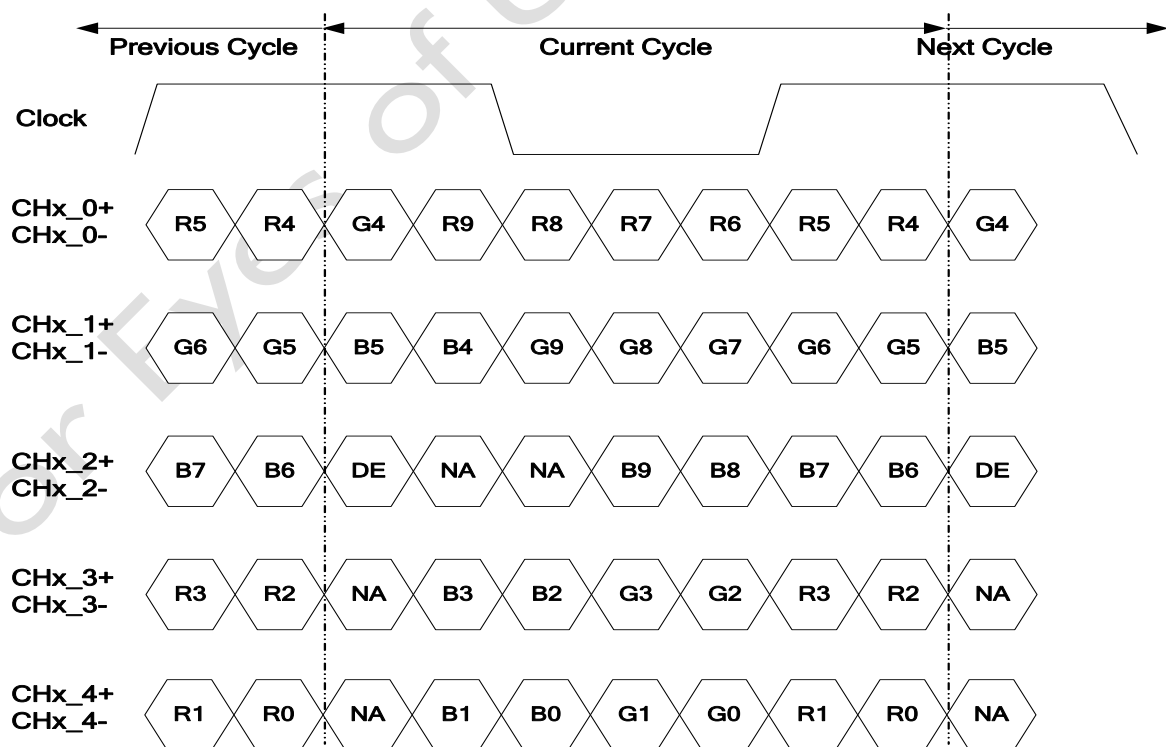 Previous Cycle Current Cycle Next Cycle
Clock
CHx_0+
CHx_0-
R5 R4 G4 R9 R8 R7 R6 R5 R4 G4
CHx_1+
CHx_1-
G6 G5 B5 B4 G9 G8 G7 G6 G5 B5
CHx_2+
CHx_2-
B7 B6 DE NA NA B9 B8 B7 B6 DE
CHx_3+
CHx_3-
R3 R2 NA B3 B2 G3 G2 R3 R2 NA
CHx_4+
CHx_4-
R1 R0 NA B1 B0 G1 G0 R1 R0 NA
or Eyes of